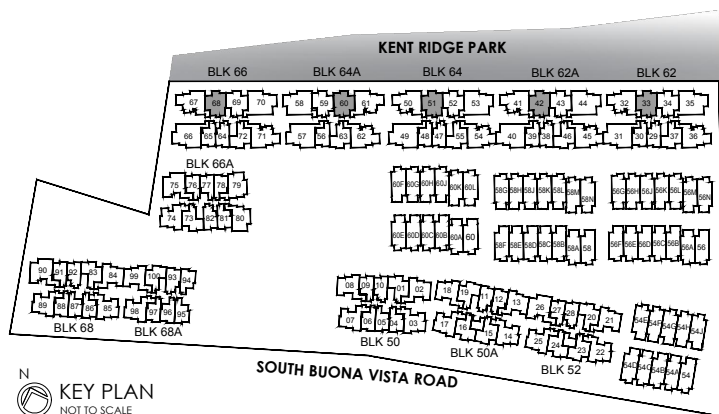 KENT RIDGE PARK
BLK 66 BLK 64A BLK 64 BLK 62A BLK 62
67 68 69 70 58 59 60 61 50 51 52 53 41 42 43 44 32 33 34 35
66 65 64 72 71 57 56 63 62 49 48 47 55 54 40 39 38 46 45 31 30 29 37 36
BLK 66A
75 76 77 78 79 60F 60G 60H 60J 60K 60L 58G 58H 58J 58K 58L 58M 58N 56G 56H 56J 56K 56L 56M 56N
74 73 82 81 80 60E 60D 60C 60B 60A 60 58F 58E 58D 58C 58B 58A 58 56F 56E 56D 56C 56B 56A 56
90 91 92 83 84 99 100 93 94 08 09 10 01 02 18 19 11 12 13 26 27 28 20 21 54E 54F 54G 54H 54J
89 88 87 86 85 98 97 96 95 07 06 05 04 03 17 16 15 14 25 24 23 22 54D 54C 54B 54A 54
BLK 68 BLK 68A BLK 50 BLK 50A BLK 52
SOUTH BUONA VISTA ROAD
N
KEY PLAN
NOT TO SCALE